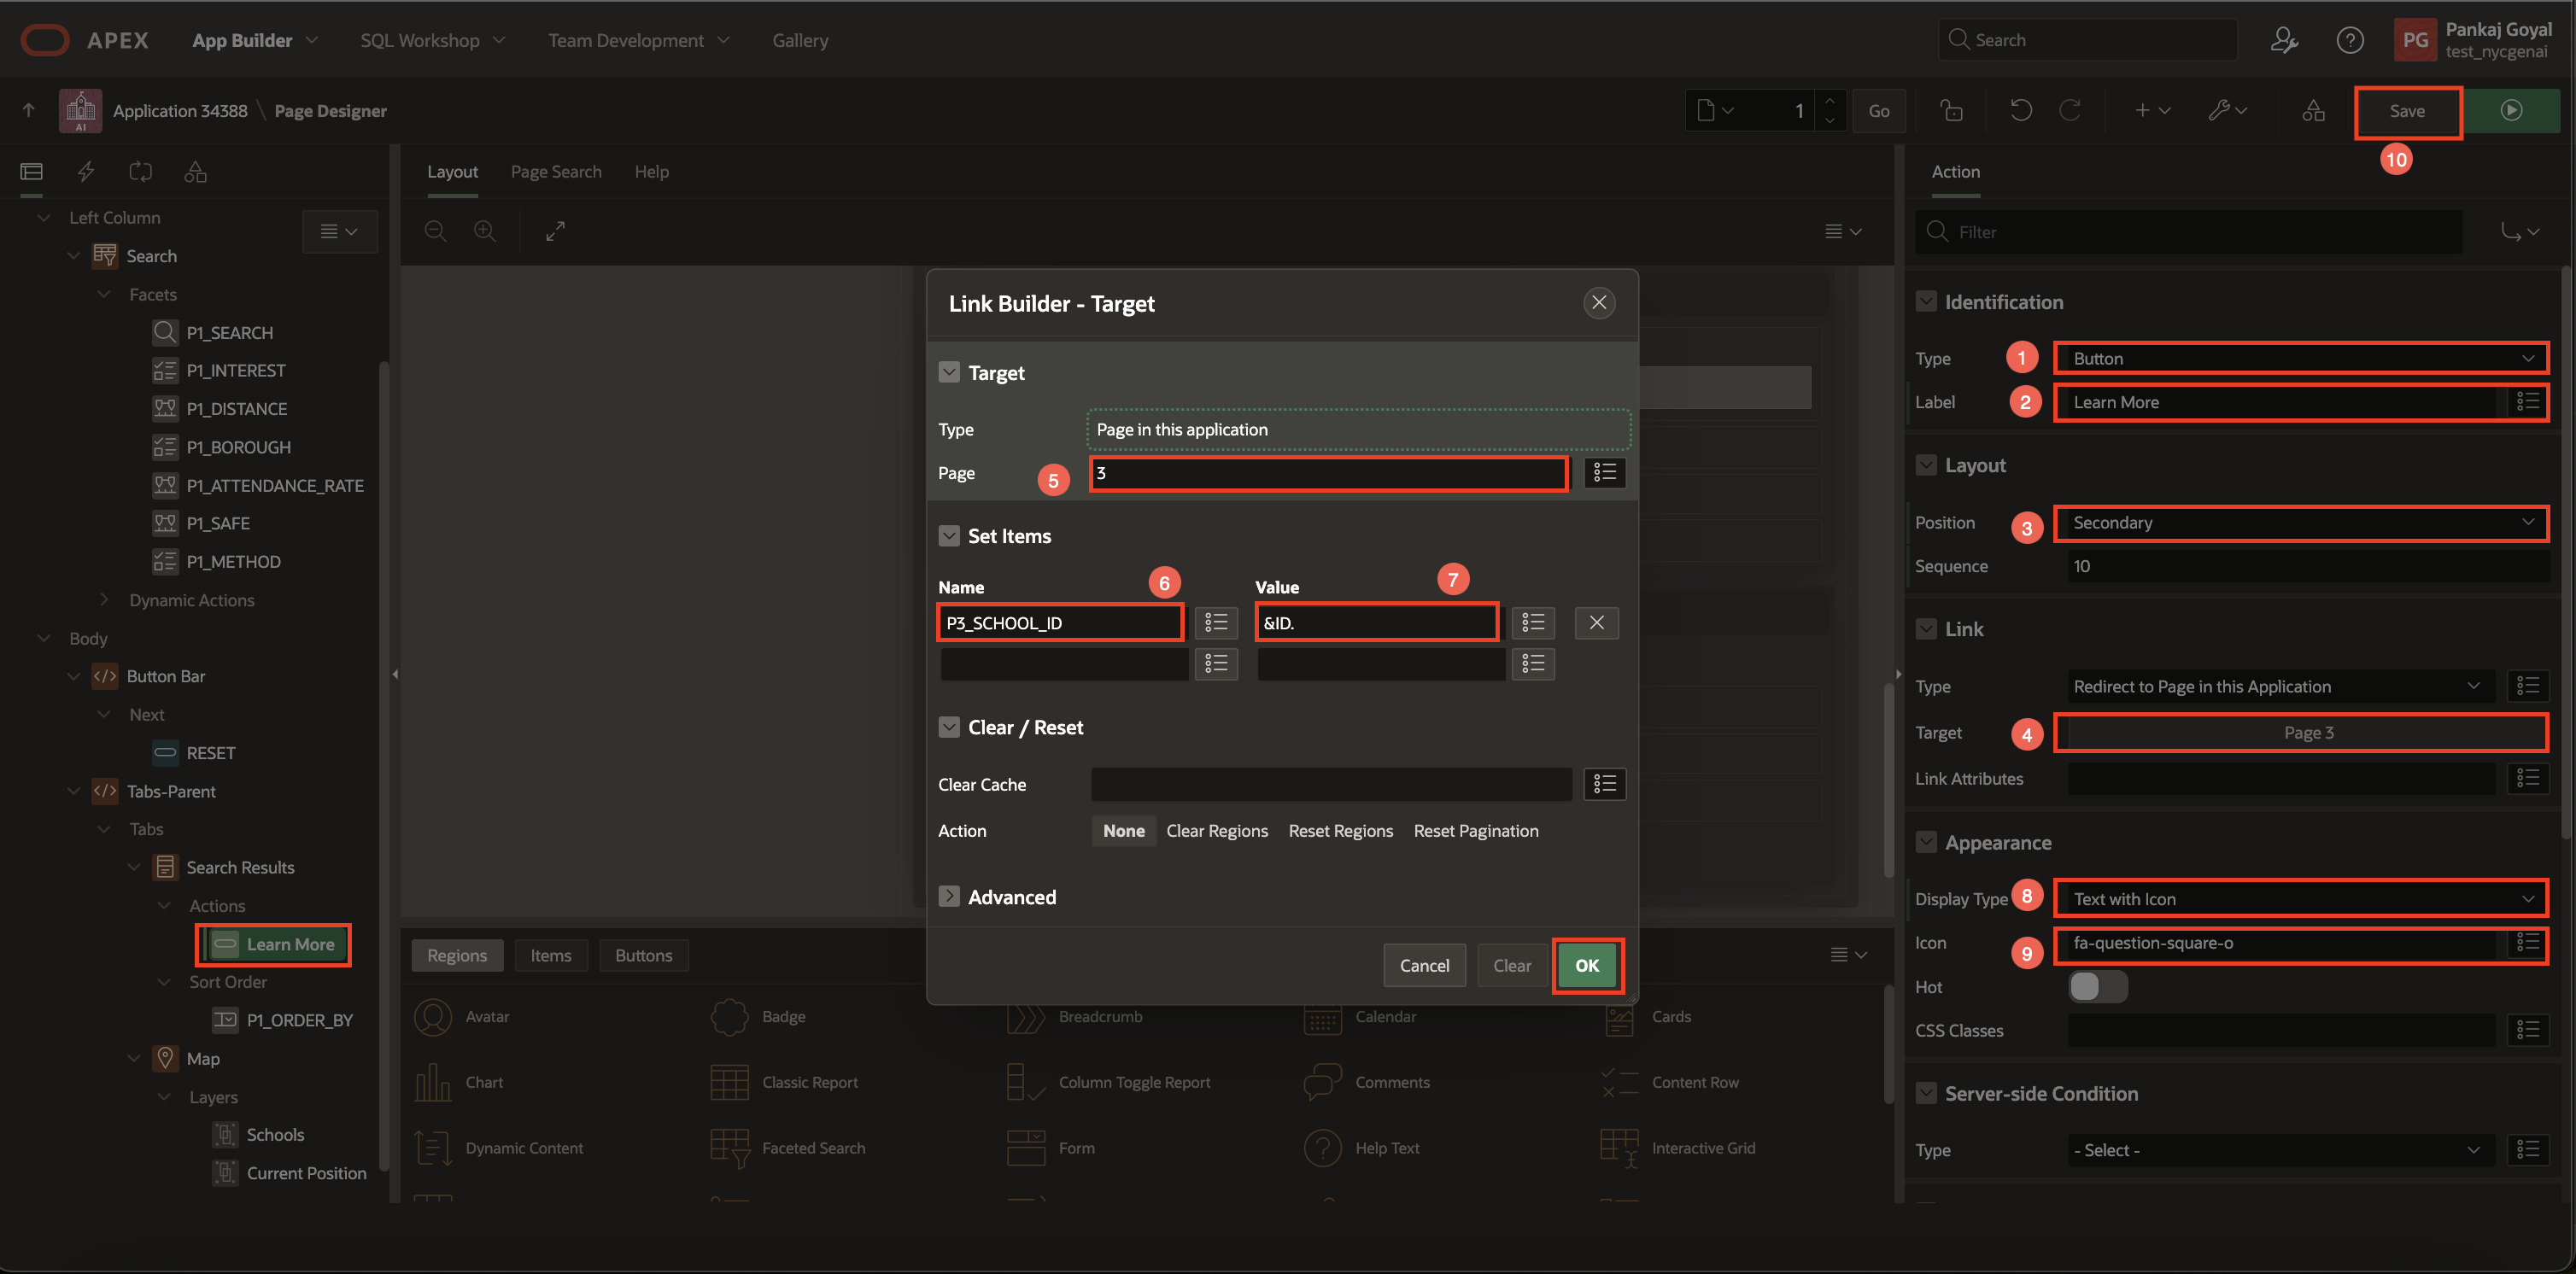 APEX App Builder SQL Workshop Team Development Gallery Search PG Pankaj Goyal
test_nycgenai
AI Application 34388 \ Page Designer 1 Go Save
10
Left Column
Search
Facets
P1_SEARCH
P1_INTEREST
P1_DISTANCE
P1_BOROUGH
P1_ATTENDANCE_RATE
P1_SAFE
P1_METHOD
Dynamic Actions
Body
Button Bar
Next
RESET
Tabs-Parent
Tabs
Search Results
Actions
Learn More
Sort Order
P1_ORDER_BY
Map
Layers
Schools
Current Position
Layout Page Search Help
Link Builder - Target
Target
Type Page in this application
Page 5 3
Set Items
Name 6 Value 7
P3_SCHOOL_ID &ID.
Clear / Reset
Clear Cache
Action None Clear Regions Reset Regions Reset Pagination
Advanced
Cancel Clear OK
Regions Items Buttons
Avatar Badge Breadcrumb Calendar Cards
Chart Classic Report Column Toggle Report Comments Content Row
Dynamic Content Faceted Search Form Help Text Interactive Grid
Action
Filter
Identification
Type 1 Button
Label 2 Learn More
Layout
Position 3 Secondary
Sequence 10
Link
Type Redirect to Page in this Application
Target 4 Page 3
Link Attributes
Appearance
Display Type 8 Text with Icon
Icon 9 fa-question-square-o
Hot
CSS Classes
Server-side Condition
Type - Select -